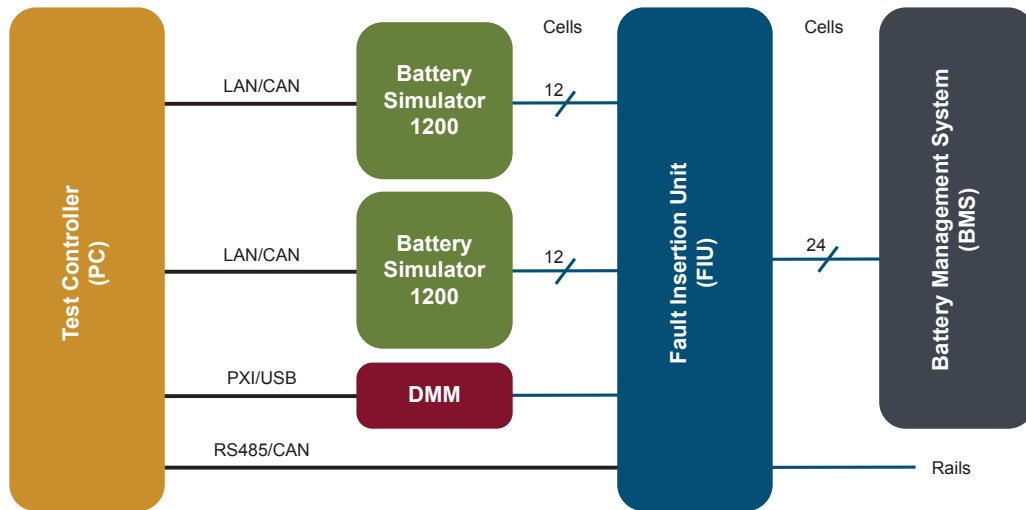 Test Controller
(PC)
LAN/CAN
LAN/CAN
PXI/USB
RS485/CAN
Battery
Simulator
1200
Battery
Simulator
1200
DMM
Cells
12
12
Fault Insertion Unit
(FIU)
Cells
24
Rails
Battery Management System
(BMS)